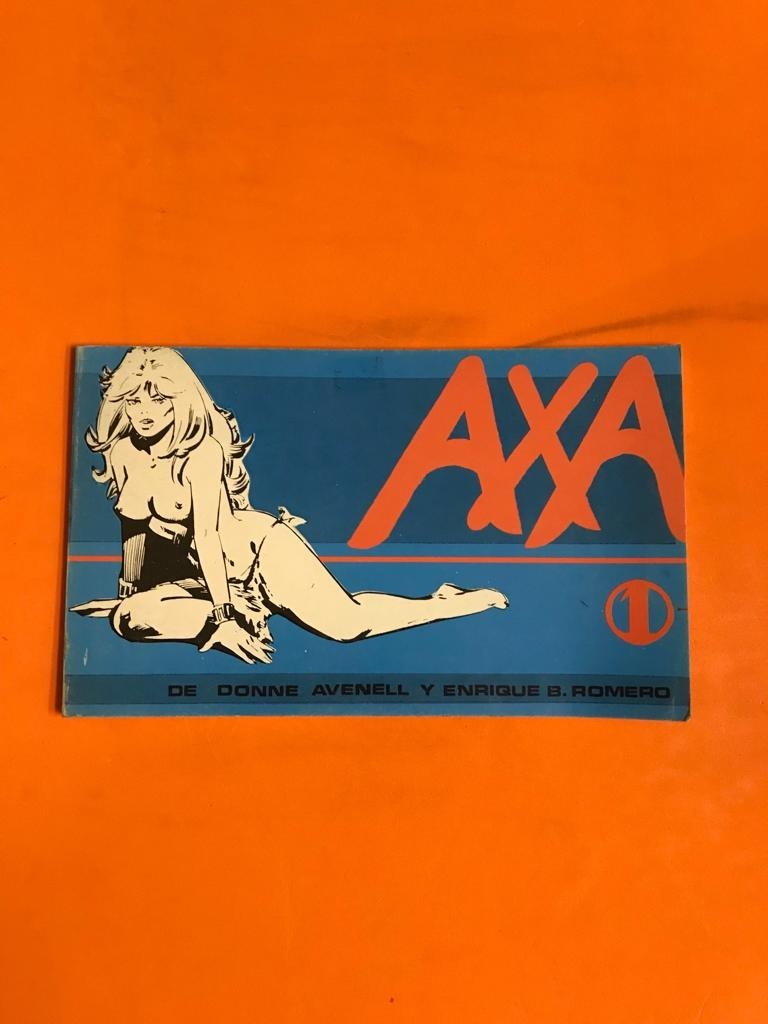 AXA
1
DE DONNE AVENELL Y ENRIQUE B. ROMERO